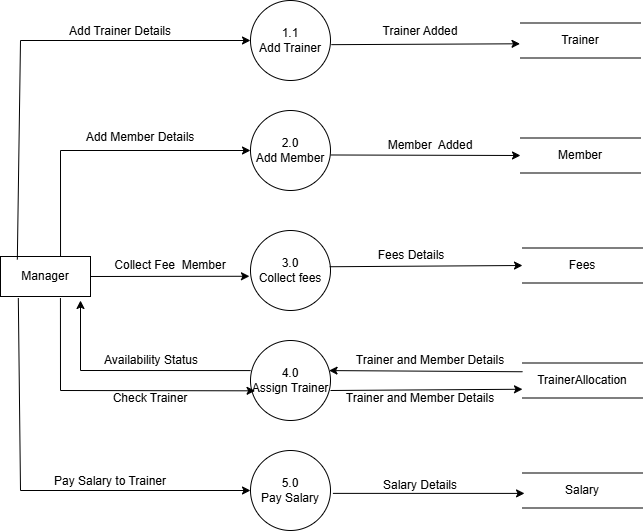 Add Trainer Details
1.1
Add Trainer
Trainer Added
Trainer
Add Member Details
2.0
Add Member
Member  Added
Member
Manager
Collect Fee  Member
3.0
Collect fees
Fees Details
Fees
Availability Status
Check Trainer
4.0
Assign Trainer
Trainer and Member Details
Trainer and Member Details
TrainerAllocation
Pay Salary to Trainer
5.0
Pay Salary
Salary Details
Salary